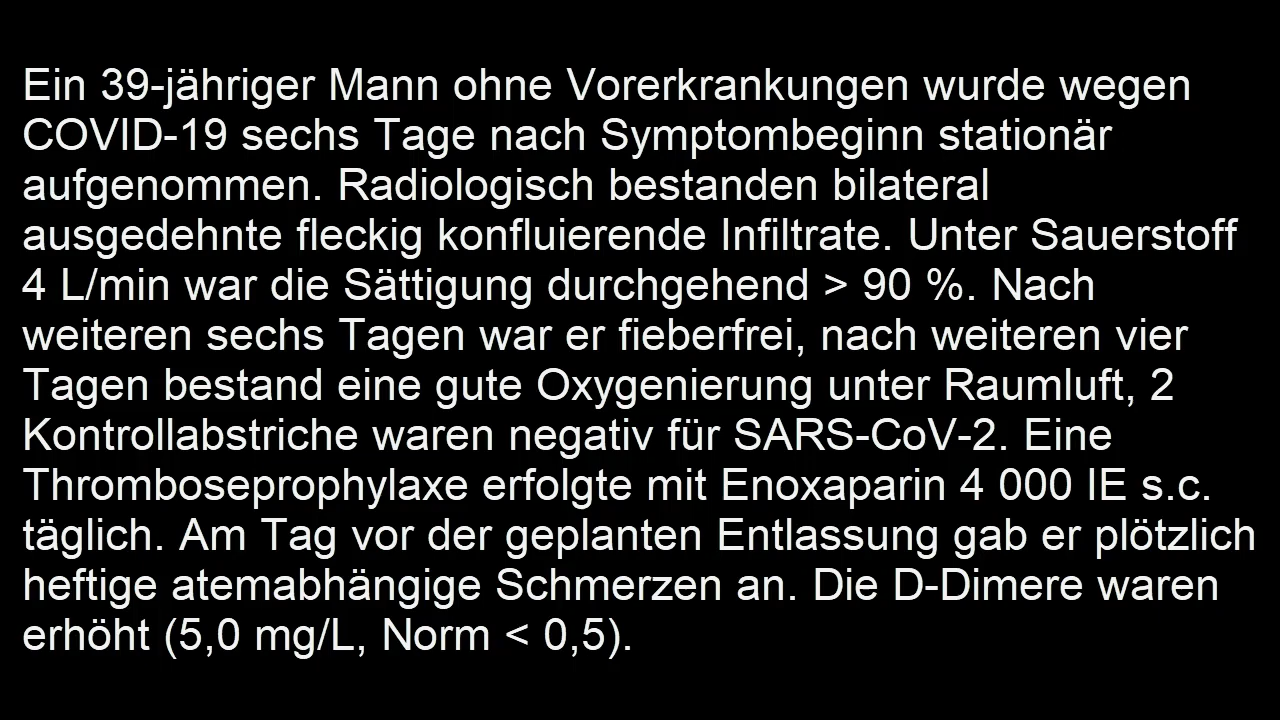 Ein 39-jähriger Mann ohne Vorerkrankungen wurde wegen
COVID-19 sechs Tage nach Symptombeginn stationär
aufgenommen. Radiologisch bestanden bilateral
ausgedehnte fleckig konfluierende Infiltrate. Unter Sauerstoff
4 L/min war die Sättigung durchgehend > 90 %. Nach
weiteren sechs Tagen war er fieberfrei, nach weiteren vier
Tagen bestand eine gute Oxygenierung unter Raumluft, 2
Kontrollabstriche waren negativ für SARS-CoV-2. Eine
Thromboseprophylaxe erfolgte mit Enoxaparin 4 000 IE s.c.
täglich. Am Tag vor der geplanten Entlassung gab er plötzlich
heftige atemabhängige Schmerzen an. Die D-Dimere waren
erhöht (5,0 mg/L, Norm < 0,5).